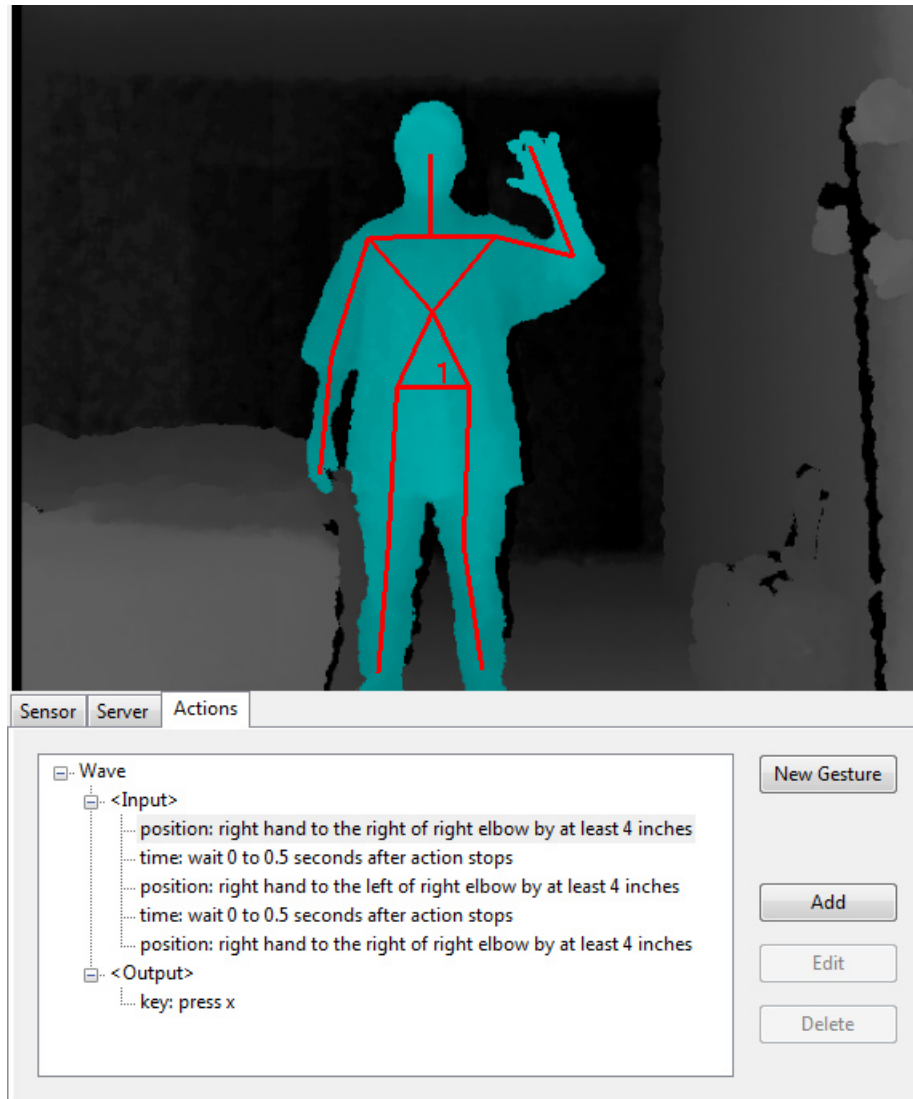 1
Sensor Server Actions
Wave
New Gesture
<Input>
position: right hand to the right of right elbow by at least 4 inches
time: wait 0 to 0.5 seconds after action stops
position: right hand to the left of right elbow by at least 4 inches
Add
time: wait 0 to 0.5 seconds after action stops
position: right hand to the right of right elbow by at least 4 inches
Edit
<Output>
key: press x
Delete